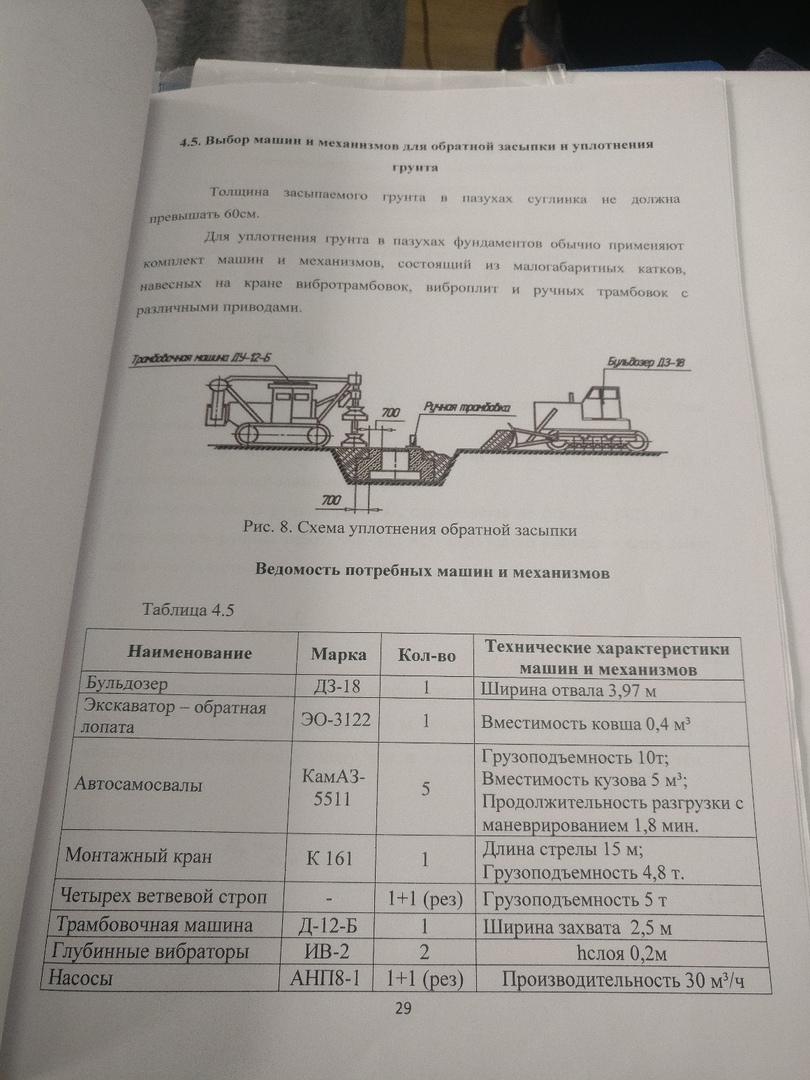 4.5. Выбор машин и механизмов для обратной засыпки и уплотнения
грунта
Толщина засыпаемого грунта в пазухах суглинка не должна
превышать 60см.
Для уплотнения грунта в пазухах фундаментов обычно применяют
комплект машин и механизмов, состоящий из малогабаритных катков,
навесных на кране вибротрамбовок, виброплит и ручных трамбовок с
различными приводами.
Трамбовочная машина ДУ-12-Б
Бульдозер ДЗ-18
700
Ручная трамбовка
700
Рис. 8. Схема уплотнения обратной засыпки
Ведомость потребных машин и механизмов
Таблица 4.5
Наименование Марка Кол-во Технические характеристики
машин и механизмов
Бульдозер ДЗ-18 1 Ширина отвала 3,97 м
Экскаватор – обратная
лопата ЭО-3122 1 Вместимость ковша 0,4 м³
Автосамосвалы КамАЗ-
5511 5 Грузоподъемность 10т;
Вместимость кузова 5 м³;
Продолжительность разгрузки с
маневрированием 1,8 мин.
Монтажный кран К 161 1 Длина стрелы 15 м;
Грузоподъемность 4,8 т.
Четырех ветвевой строп - 1+1 (рез) Грузоподъемность 5 т
Трамбовочная машина Д-12-Б 1 Ширина захвата 2,5 м
Глубинные вибраторы ИВ-2 2 hслоя 0,2м
Насосы АНП8-1 1+1 (рез) Производительность 30 м³/ч
29